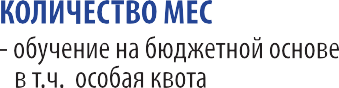 КОЛИЧЕСТВО МЕС
- обучение на бюджетной основе
в т.ч. особая квота